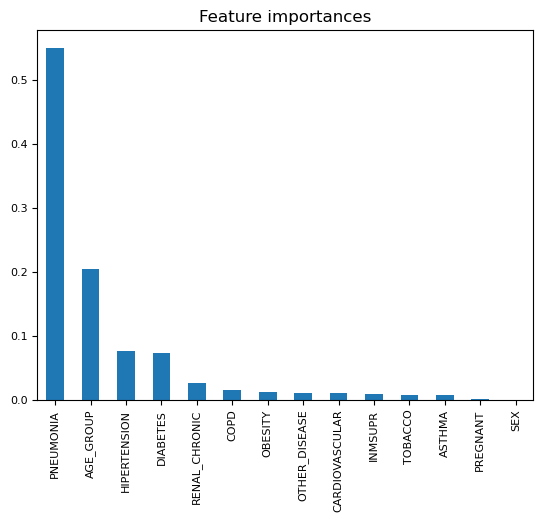 Feature importances
0.5
0.4
0.3
0.2
0.1
0.0
PNEUMONIA
AGE_GROUP
HIPERTENSION
DIABETES
RENAL_CHRONIC
COPD
OBESITY
OTHER_DISEASE
CARDIOVASCULAR
INMSUPR
TOBACCO
ASTHMA
PREGNANT
SEX